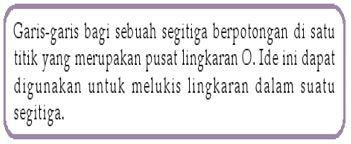 Garis-garis bagi sebuah segitiga berpotongan di satu
titik yang merupakan pusat lingkaran O. Ide ini dapat
digunakan untuk melukis lingkaran dalam suatu
segitiga.